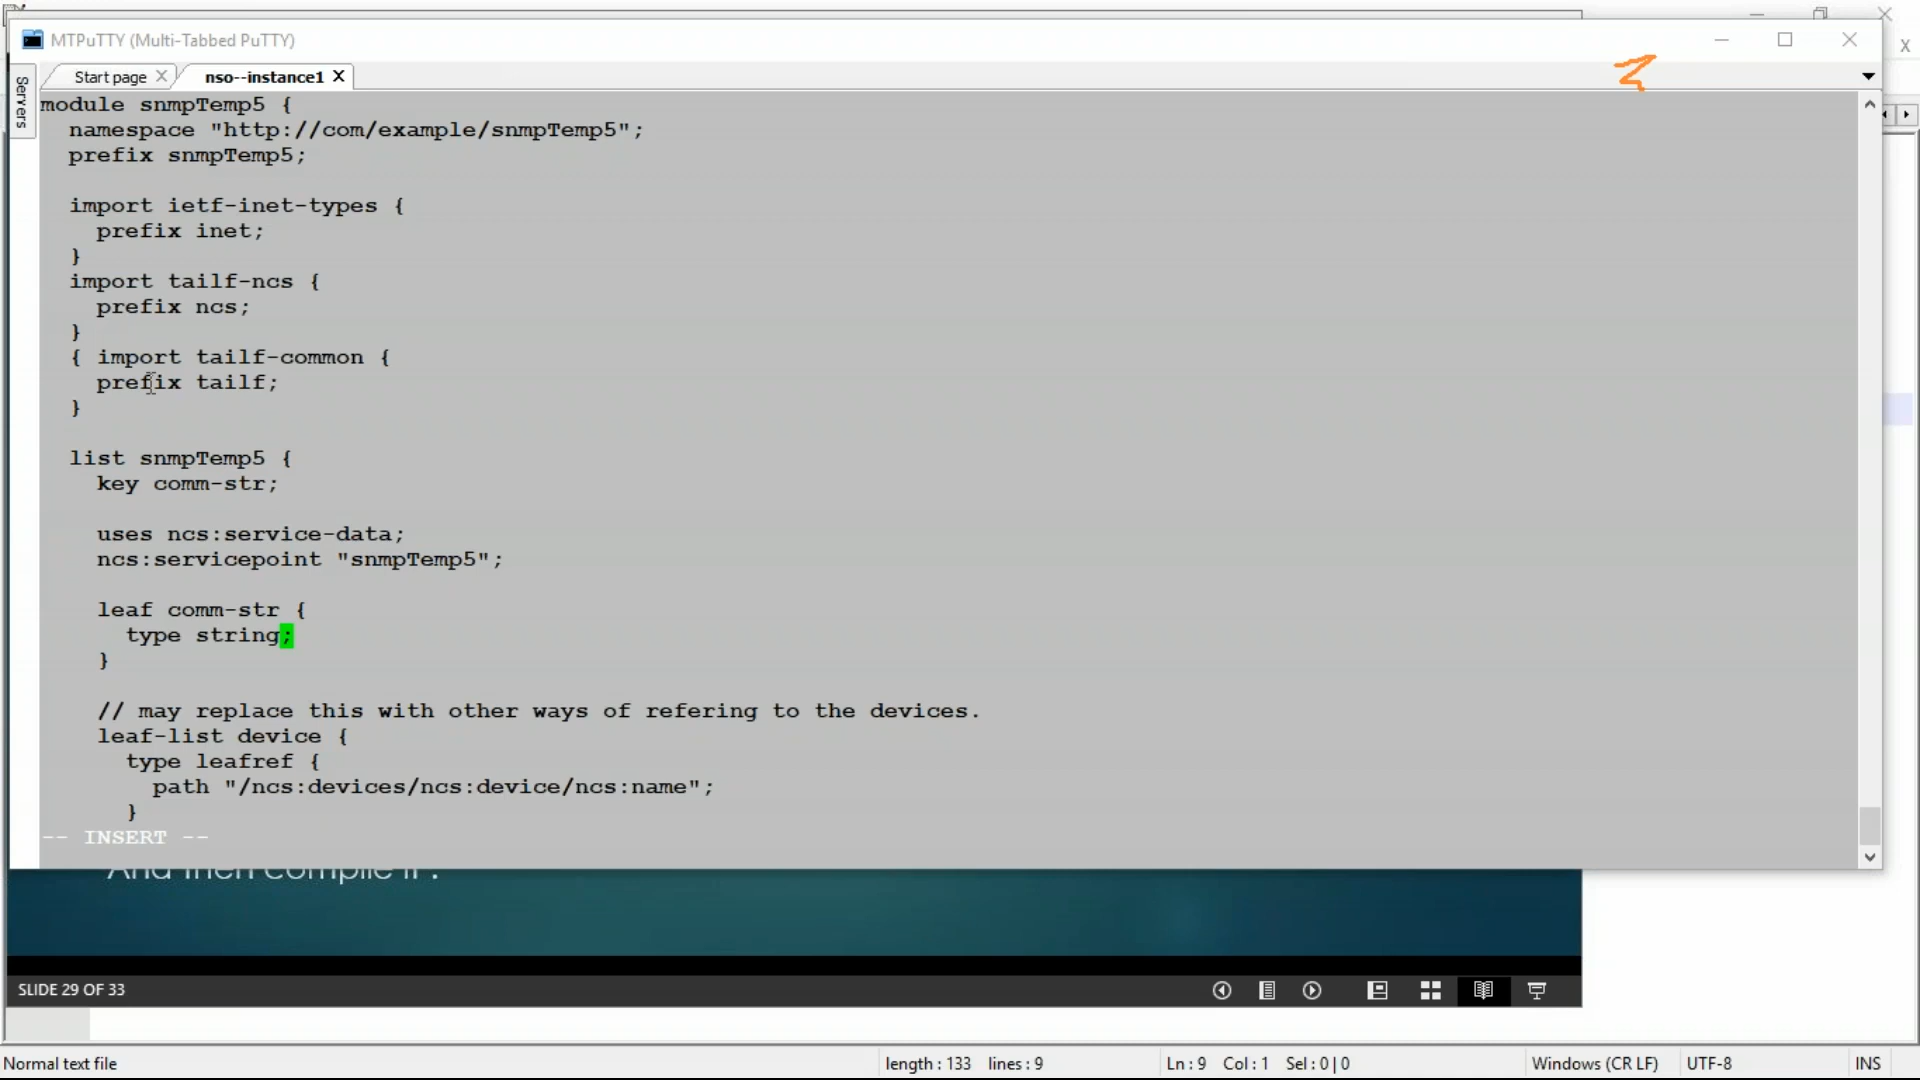 MTPuTTY (Multi-Tabbed PuTTY)
Servers
Start page
nso--instance1
module snmpTemp5 {
  namespace "http://com/example/snmpTemp5";
  prefix snmpTemp5;
  import ietf-inet-types {
    prefix inet;
  }
  import tailf-ncs {
    prefix ncs;
  }
  { import tailf-common {
    prefix tailf;
  }
  list snmpTemp5 {
    key comm-str;
    uses ncs:service-data;
    ncs:servicepoint "snmpTemp5";
    leaf comm-str {
      type string;
    }
    // may replace this with other ways of refering to the devices.
    leaf-list device {
      type leafref {
        path "/ncs:devices/ncs:device/ncs:name";
      }
-- INSERT --
And then compile it.
SLIDE 29 OF 33
Normal text file
length : 133 lines : 9
Ln : 9 Col : 1 Sel : 0 | 0
Windows (CR LF)
UTF-8
INS